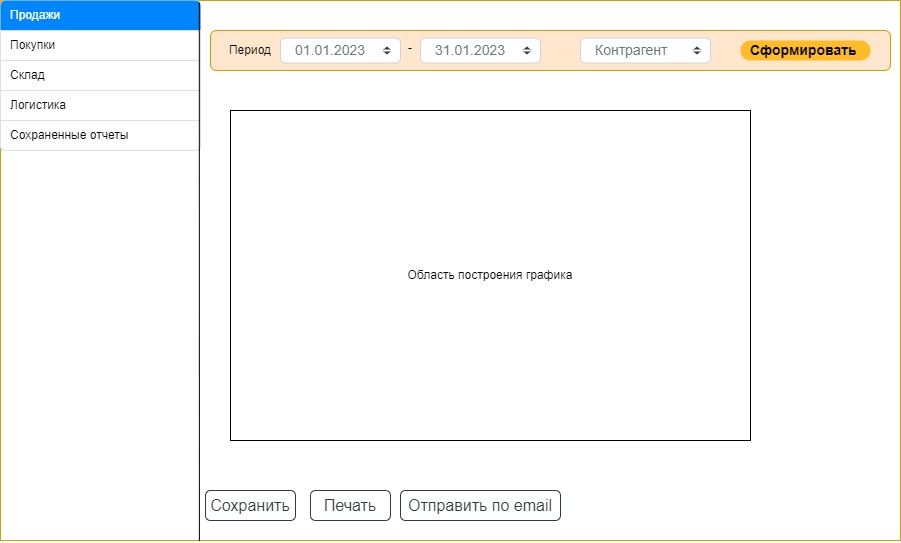 Продажи
Покупки
Склад
Логистика
Сохраненные отчеты
Период 01.01.2023 - 31.01.2023 Контрагент Сформировать
Область построения графика
Сохранить Печать Отправить по email